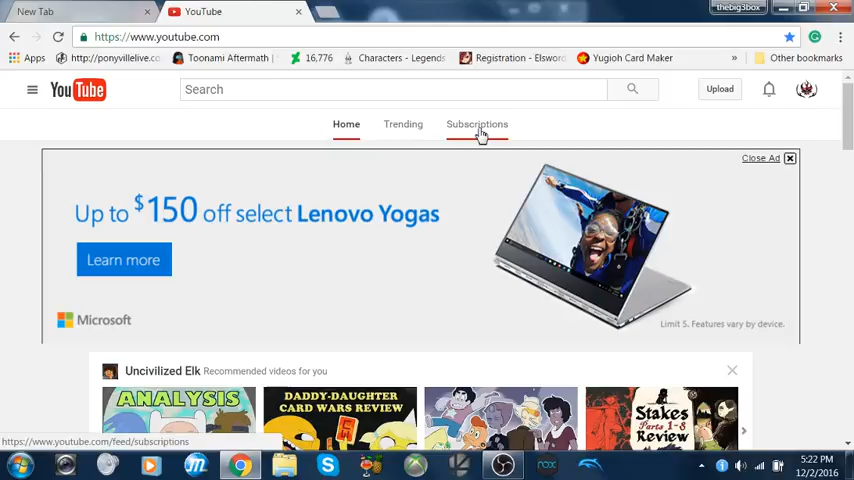 New Tab
YouTube
thebig3box
https://www.youtube.com
Apps
http://ponyvillelive.co
Toonami Aftermath
16,776
Characters - Legends
Registration - Elswor
Yugioh Card Maker
»
Other bookmarks
YouTube
Search
Upload
Home
Trending
Subscriptions
Close Ad
Up to $150 off select Lenovo Yogas
Learn more
Microsoft
Limit 5. Features vary by device.
Uncivilized Elk Recommended videos for you
ANALYSIS
DADDY-DAUGHTER
CARD WARS REVIEW
Stakes
Parts 1-8
Review
https://www.youtube.com/feed/subscriptions
nox
5:22 PM
12/2/2016